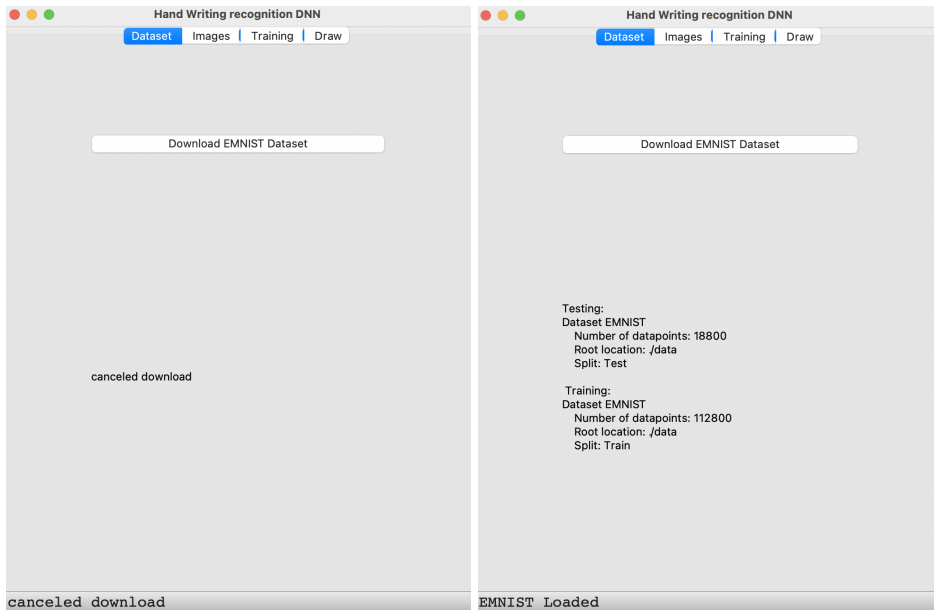 Hand Writing recognition DNN
Dataset Images Training Draw
Download EMNIST Dataset
canceled download
canceled download
Hand Writing recognition DNN
Dataset Images Training Draw
Download EMNIST Dataset
Testing:
Dataset EMNIST
Number of datapoints: 18800
Root location: ./data
Split: Test
Training:
Dataset EMNIST
Number of datapoints: 112800
Root location: ./data
Split: Train
EMNIST Loaded